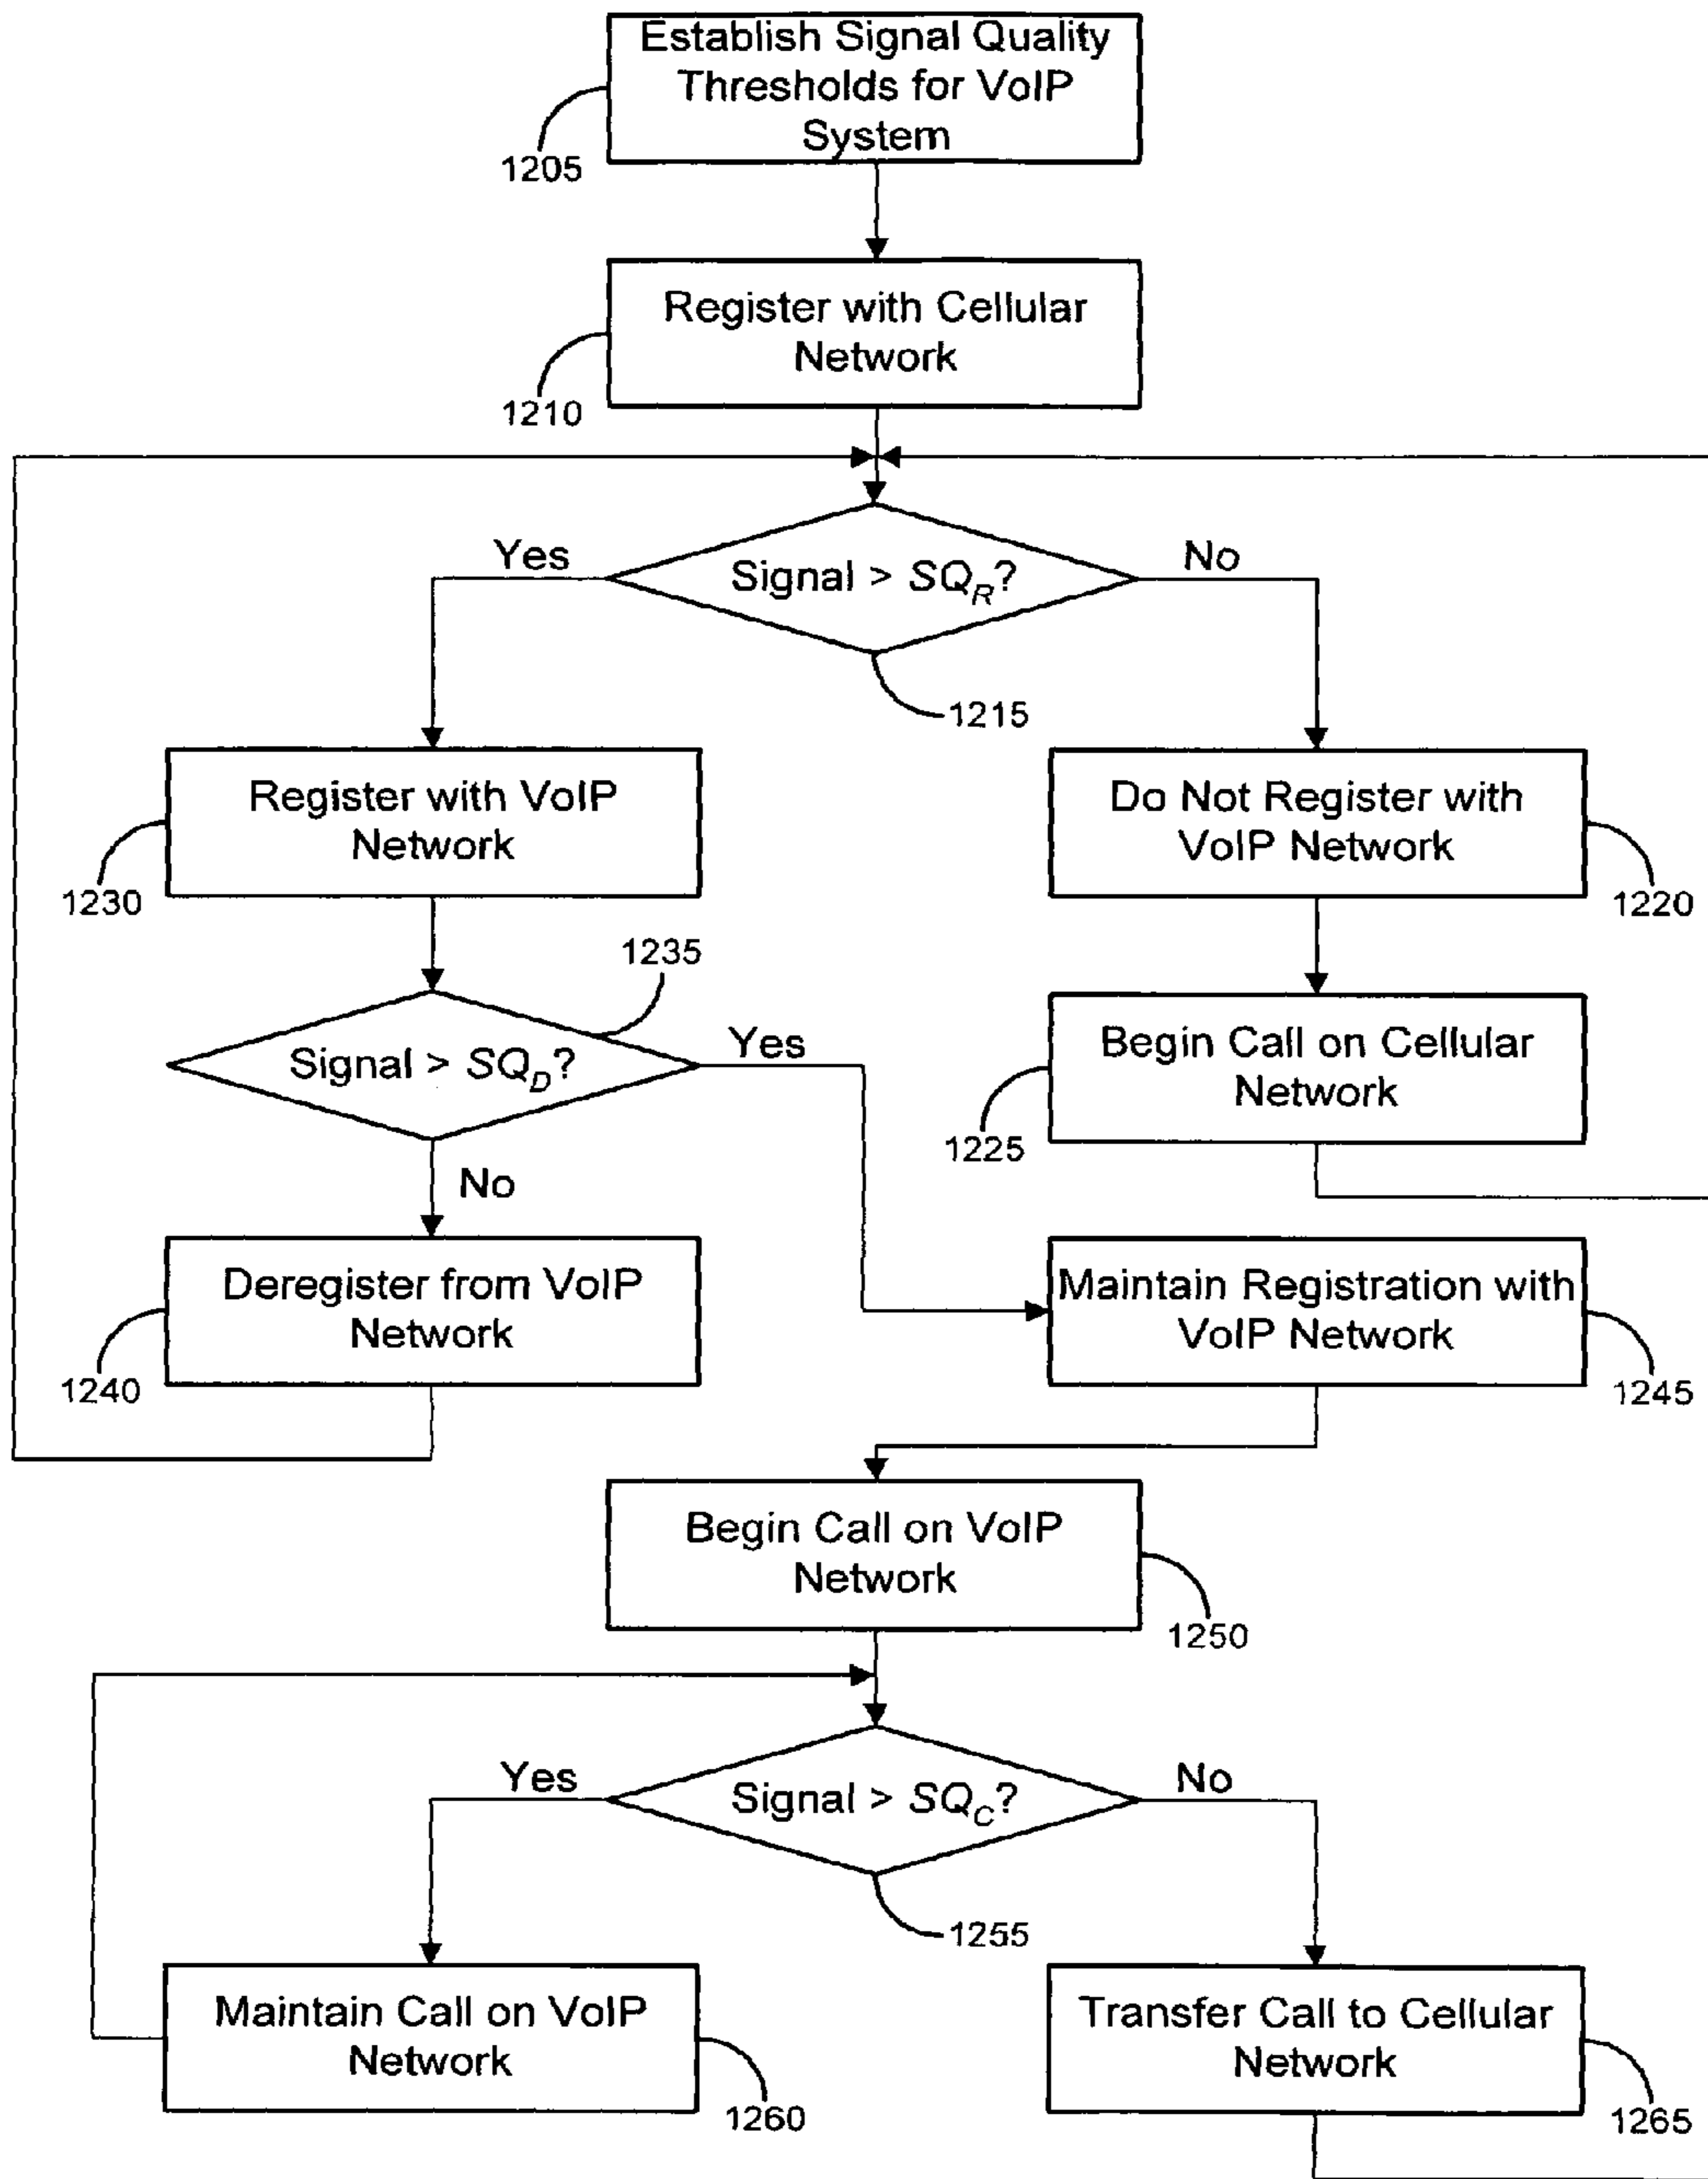 Establish Signal Quality
Thresholds for VoIP
System
1205
Register with Cellular
Network
1210
Yes
Signal > SQR?
No
1215
Register with VoIP
Network
1230
Do Not Register with
VoIP Network
1220
1235
Signal > SQD?
Yes
Begin Call on Cellular
Network
1225
No
Deregister from VoIP
Network
1240
Maintain Registration with
VoIP Network
1245
Begin Call on VoIP
Network
1250
Yes
Signal > SQC?
No
1255
Maintain Call on VoIP
Network
1260
Transfer Call to Cellular
Network
1265